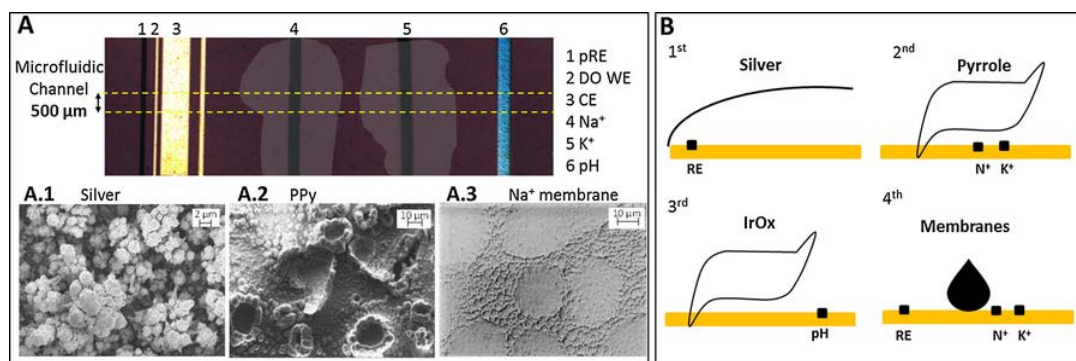 A
1 2 3 4 5 6
Microfluidic
Channel
500 µm
1 pRE
2 DO WE
3 CE
4 Na⁺
5 K⁺
6 pH
A.1 Silver
2 µm
A.2 PPy
10 µm
A.3 Na⁺ membrane
10 µm
B
1ˢᵗ
Silver
RE
2ⁿᵈ
Pyrrole
N⁺ K⁺
3ʳᵈ
IrOx
pH
4ᵗʰ
Membranes
RE N⁺ K⁺